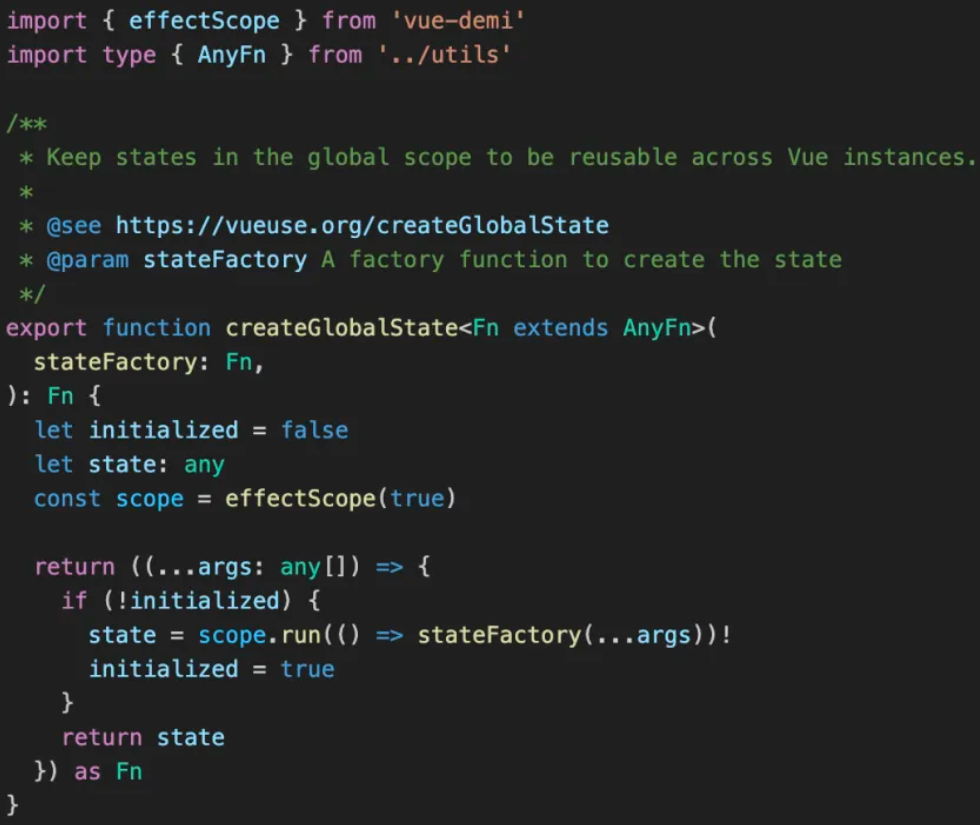 import { effectScope } from 'vue-demi'
import type { AnyFn } from '../utils'

/**
 * Keep states in the global scope to be reusable across Vue instances.
 *
 * @see https://vueuse.org/createGlobalState
 * @param stateFactory A factory function to create the state
 */
export function createGlobalState<Fn extends AnyFn>(
  stateFactory: Fn,
): Fn {
  let initialized = false
  let state: any
  const scope = effectScope(true)

  return ((...args: any[]) => {
    if (!initialized) {
      state = scope.run(() => stateFactory(...args))!
      initialized = true
    }
    return state
  }) as Fn
}